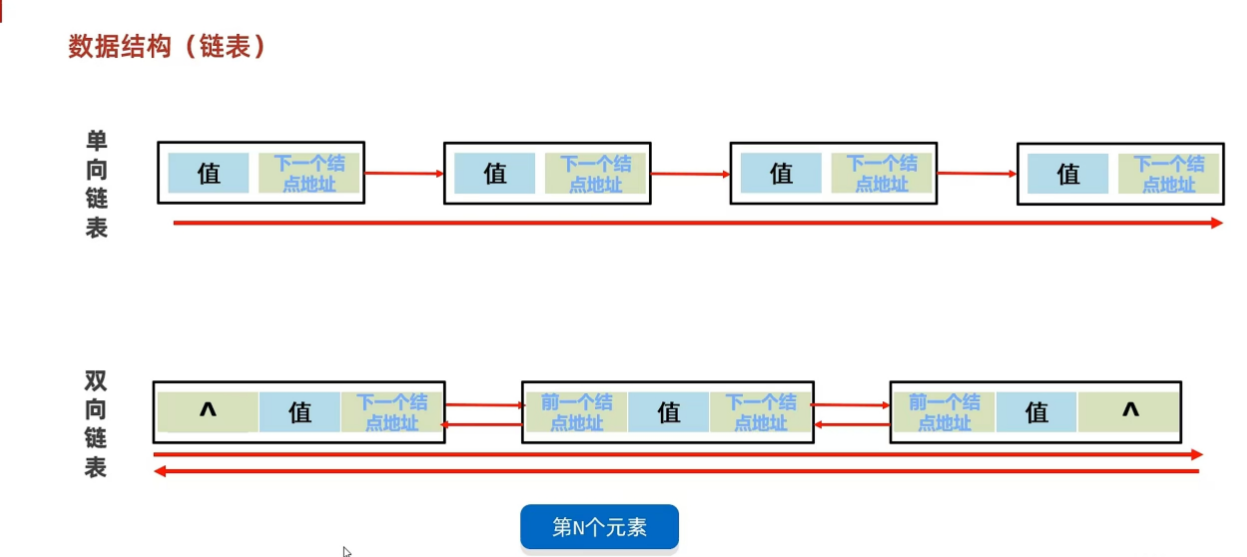 数据结构（链表）
单向链表
值
下一个结
点地址
值
下一个结
点地址
值
下一个结
点地址
值
下一个结
点地址
双向链表
^
值
下一个结
点地址
前一个结
点地址
值
下一个结
点地址
前一个结
点地址
值
^
第N个元素